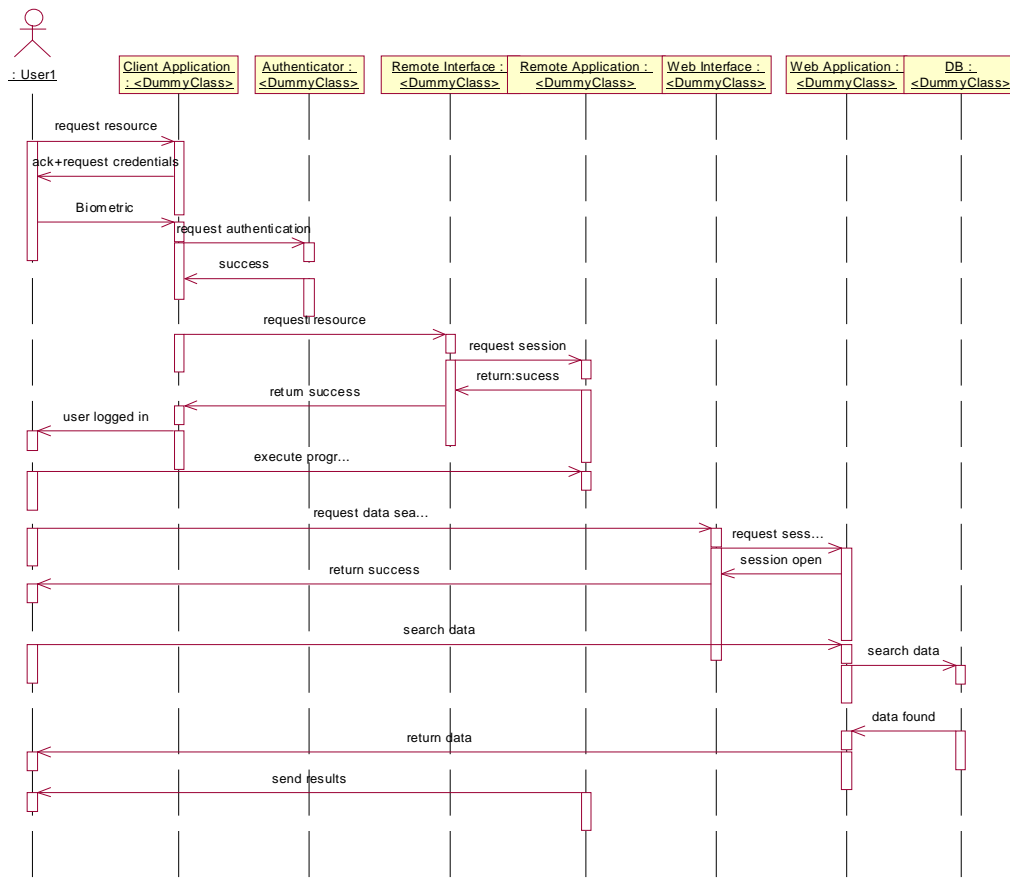 : User1
Client Application
: <DummyClass>
Authenticator :
<DummyClass>
Remote Interface :
<DummyClass>
Remote Application :
<DummyClass>
Web Interface :
<DummyClass>
Web Application :
<DummyClass>
DB :
<DummyClass>
request resource
ack+request credentials
Biometric
request authentication
success
request resource
request session
return:sucess
return success
user logged in
execute progr...
request data sea...
request sess...
session open
return success
search data
search data
data found
return data
send results